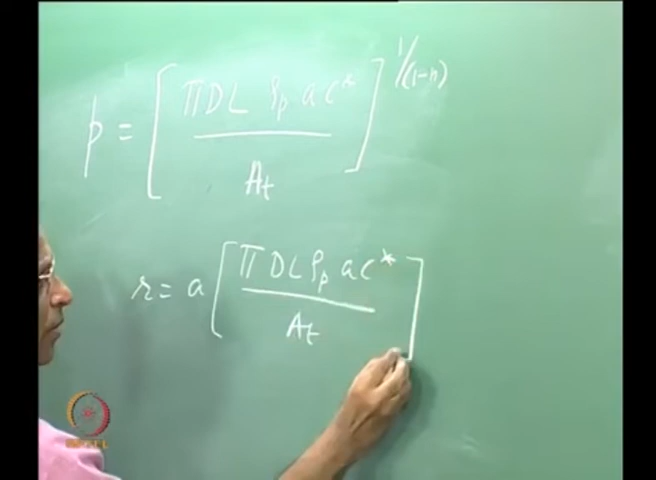 p = [ πDL ρp a c* / At ]^1/(1-n)
r = a [ πDL ρp a c* / At ]